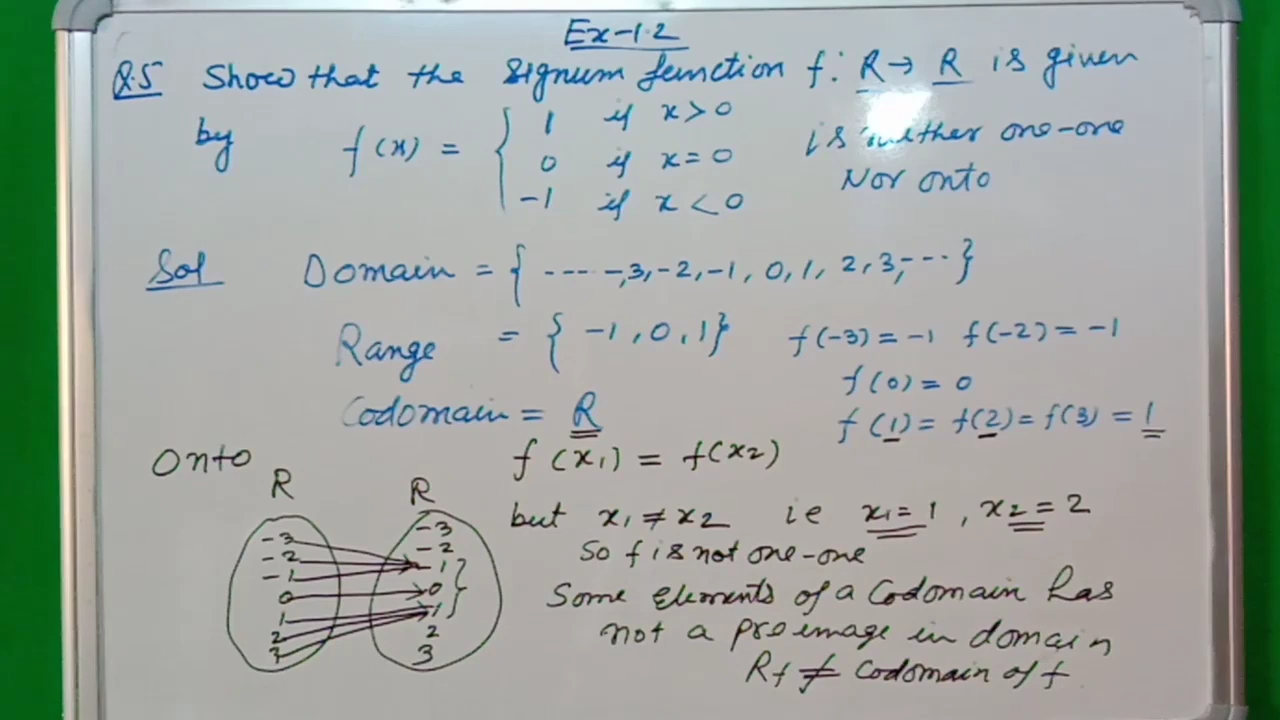 Ex-1.2
Q.5 Show that the signum function f: R→ R is given
by f(x) = { 1 if x > 0 is neither one-one
0 if x = 0 Nor onto
-1 if x < 0
Sol Domain = { ---- -3, -2, -1, 0, 1, 2, 3, --- }
Range = { -1, 0, 1 } f(-3) = -1 f(-2) = -1
f(0) = 0
Codomain = R f(1) = f(2) = f(3) = 1
Onto
R R
-3 -3
-2 -2
-1 -1
0 0
1 1
2 2
3 3
f(x₁) = f(x₂)
but x₁ ≠ x₂ ie x₁ = 1, x₂ = 2
So f is not one-one
Some elements of a Codomain has
not a pre image in domain
Rf ≠ Codomain of f